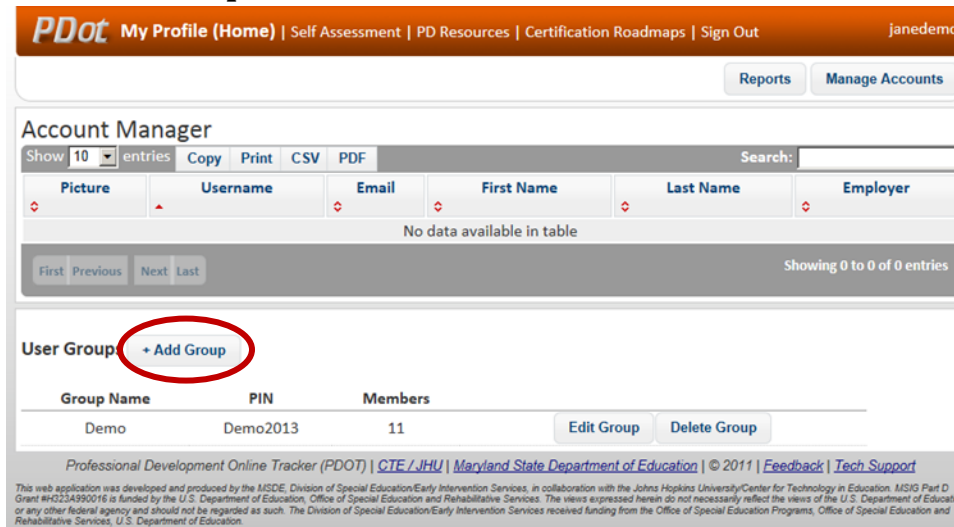 PDot My Profile (Home) | Self Assessment | PD Resources | Certification Roadmaps | Sign Out janedemo
Reports Manage Accounts
Account Manager
Show 10 entries Copy Print CSV PDF Search:
Picture Username Email First Name Last Name Employer
No data available in table
First Previous Next Last Showing 0 to 0 of 0 entries
User Groups + Add Group
Group Name PIN Members
Demo Demo2013 11 Edit Group Delete Group
Professional Development Online Tracker (PDOT) | CTE / JHU | Maryland State Department of Education | © 2011 | Feedback | Tech Support
This web application was developed and produced by the MSDE, Division of Special Education/Early Intervention Services, in collaboration with the Johns Hopkins University/Center for Technology in Education. MSIG Part D
Grant #H323A990016 is funded by the U.S. Department of Education, Office of Special Education and Rehabilitative Services. The views expressed herein do not necessarily reflect the views of the U.S. Department of Educat
or any other federal agency and should not be regarded as such. The Division of Special Education/Early Intervention Services received funding from the Office of Special Education Programs, Office of Special Education and
Rehabilitative Services, U.S. Department of Education.